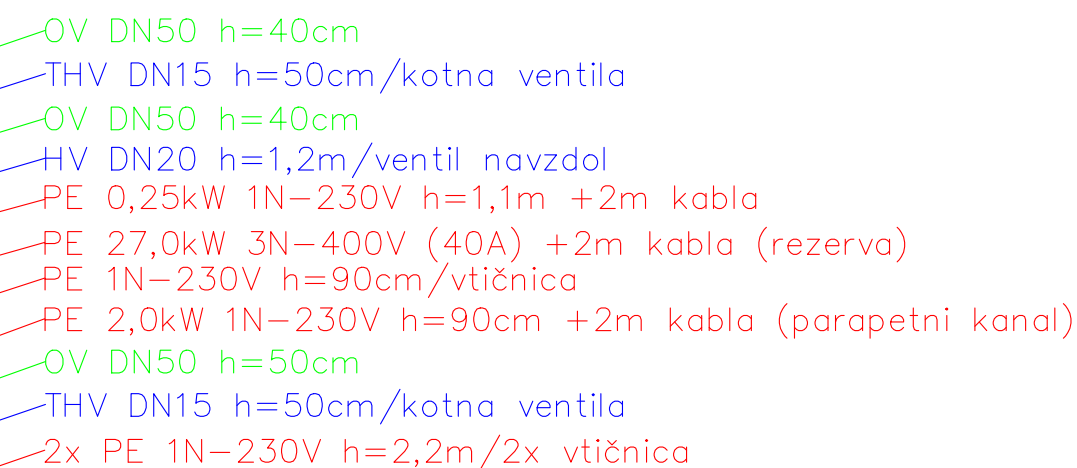 OV DN50 h=40cm
THV DN15 h=50cm/kotna ventila
OV DN50 h=40cm
HV DN20 h=1,2m/ventil navzdol
PE 0,25kW 1N-230V h=1,1m +2m kabla
PE 27,0kW 3N-400V (40A) +2m kabla (rezerva)
PE 1N-230V h=90cm/vtičnica
PE 2,0kW 1N-230V h=90cm +2m kabla (parapetni kanal)
OV DN50 h=50cm
THV DN15 h=50cm/kotna ventila
2x PE 1N-230V h=2,2m/2x vtičnica